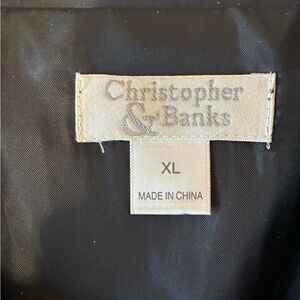 Christopher
& Banks
XL
MADE IN CHINA